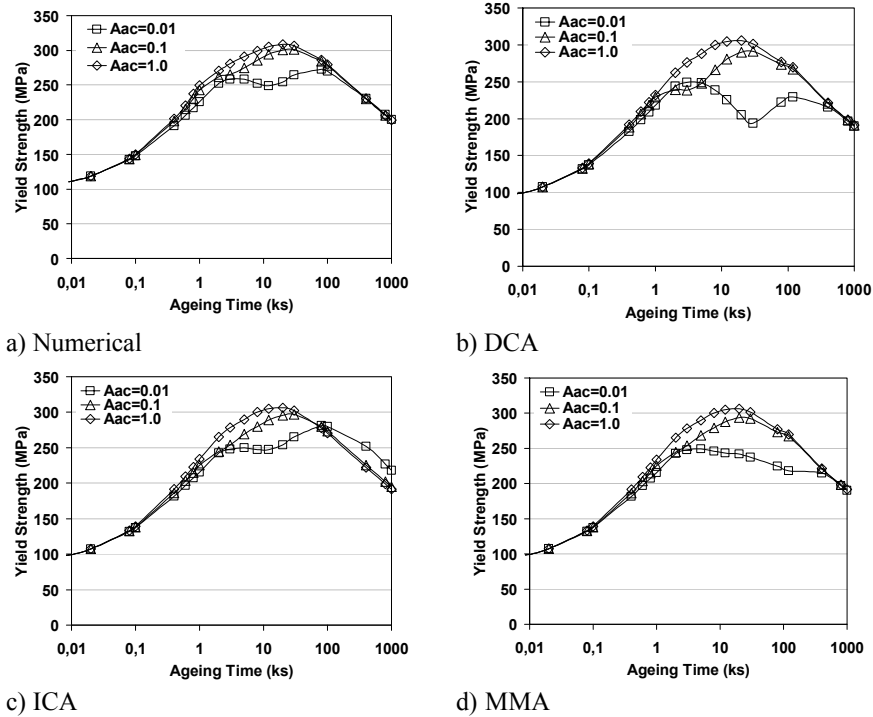 350
300
250
200
150
100
50
0
Yield Strength (MPa)
Aac=0.01
Aac=0.1
Aac=1.0
0,01 0,1 1 10 100 1000
Ageing Time (ks)
a) Numerical
350
300
250
200
150
100
50
0
Yield Strength (MPa)
Aac=0.01
Aac=0.1
Aac=1.0
0,01 0,1 1 10 100 1000
Ageing Time (ks)
b) DCA
350
300
250
200
150
100
50
0
Yield Strength (MPa)
Aac=0.01
Aac=0.1
Aac=1.0
0,01 0,1 1 10 100 1000
Ageing Time (ks)
c) ICA
350
300
250
200
150
100
50
0
Yield Strength (MPa)
Aac=0.01
Aac=0.1
Aac=1.0
0,01 0,1 1 10 100 1000
Ageing Time (ks)
d) MMA